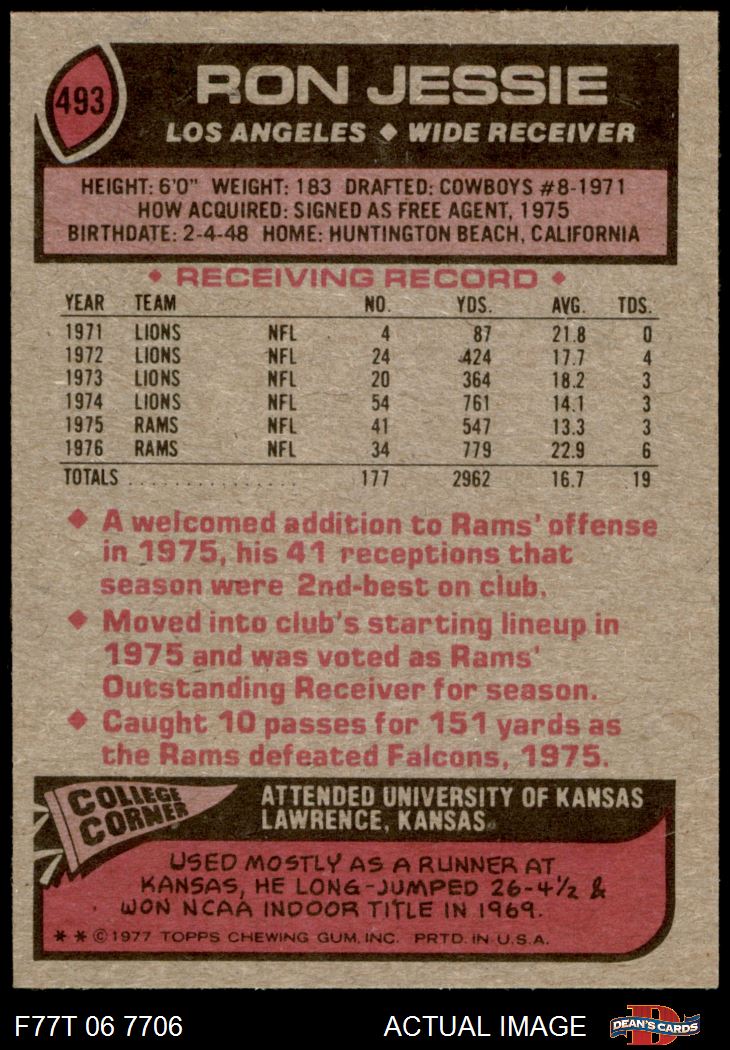 493
RON JESSIE
LOS ANGELES ◆ WIDE RECEIVER
HEIGHT: 6'0" WEIGHT: 183 DRAFTED: COWBOYS #8-1971
HOW ACQUIRED: SIGNED AS FREE AGENT, 1975
BIRTHDATE: 2-4-48 HOME: HUNTINGTON BEACH, CALIFORNIA
◆ RECEIVING RECORD ◆
YEAR TEAM NO. YDS. AVG. TDS.
1971 LIONS NFL 4 87 21.8 0
1972 LIONS NFL 24 424 17.7 4
1973 LIONS NFL 20 364 18.2 3
1974 LIONS NFL 54 761 14.1 3
1975 RAMS NFL 41 547 13.3 3
1976 RAMS NFL 34 779 22.9 6
TOTALS . . . . . . . . . . . . . . . 177 2962 16.7 19
◆ A welcomed addition to Rams' offense
in 1975, his 41 receptions that
season were 2nd-best on club.
◆ Moved into club's starting lineup in
1975 and was voted as Rams'
Outstanding Receiver for season.
◆ Caught 10 passes for 151 yards as
the Rams defeated Falcons, 1975.
COLLEGE
CORNER
ATTENDED UNIVERSITY OF KANSAS
LAWRENCE, KANSAS
USED MOSTLY AS A RUNNER AT
KANSAS, HE LONG-JUMPED 26-4½ &
WON NCAA INDOOR TITLE IN 1969.
* * © 1977 TOPPS CHEWING GUM, INC. PRTD. IN U.S.A.
F77T 06 7706 ACTUAL IMAGE
D
DEAN'S CARDS